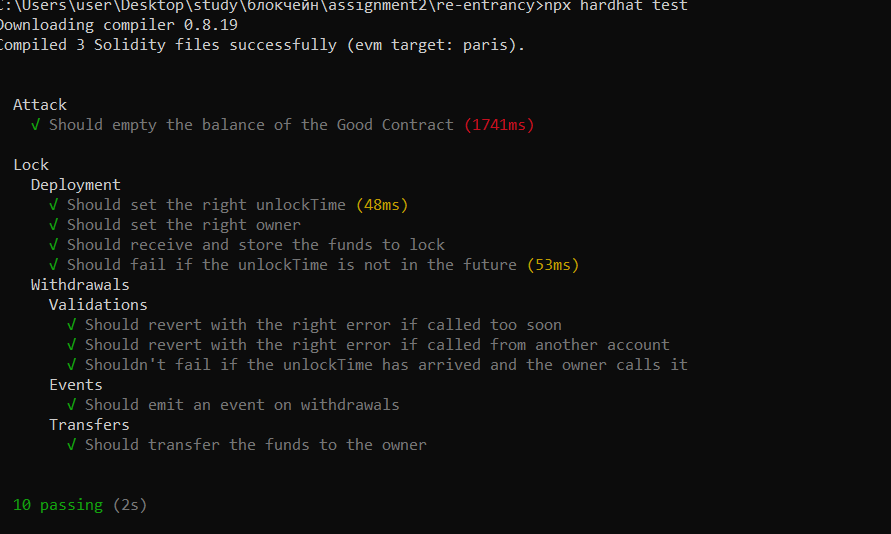 C:\Users\user\Desktop\study\блокчейн\assignment2\re-entrancy>npx hardhat test
Downloading compiler 0.8.19
Compiled 3 Solidity files successfully (evm target: paris).
Attack
√ Should empty the balance of the Good Contract (1741ms)
Lock
Deployment
√ Should set the right unlockTime (48ms)
√ Should set the right owner
√ Should receive and store the funds to lock
√ Should fail if the unlockTime is not in the future (53ms)
Withdrawals
Validations
√ Should revert with the right error if called too soon
√ Should revert with the right error if called from another account
√ Shouldn't fail if the unlockTime has arrived and the owner calls it
Events
√ Should emit an event on withdrawals
Transfers
√ Should transfer the funds to the owner
10 passing (2s)